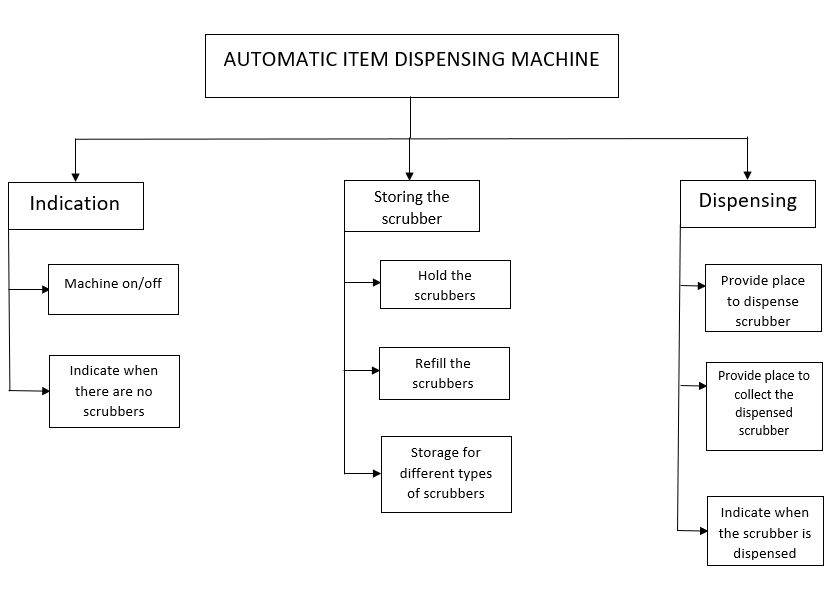 AUTOMATIC ITEM DISPENSING MACHINE
Indication
Machine on/off
Indicate when
there are no
scrubbers
Storing the
scrubber
Hold the
scrubbers
Refill the
scrubbers
Storage for
different types
of scrubbers
Dispensing
Provide place
to dispense
scrubber
Provide place to
collect the
dispensed
scrubber
Indicate when
the scrubber is
dispensed